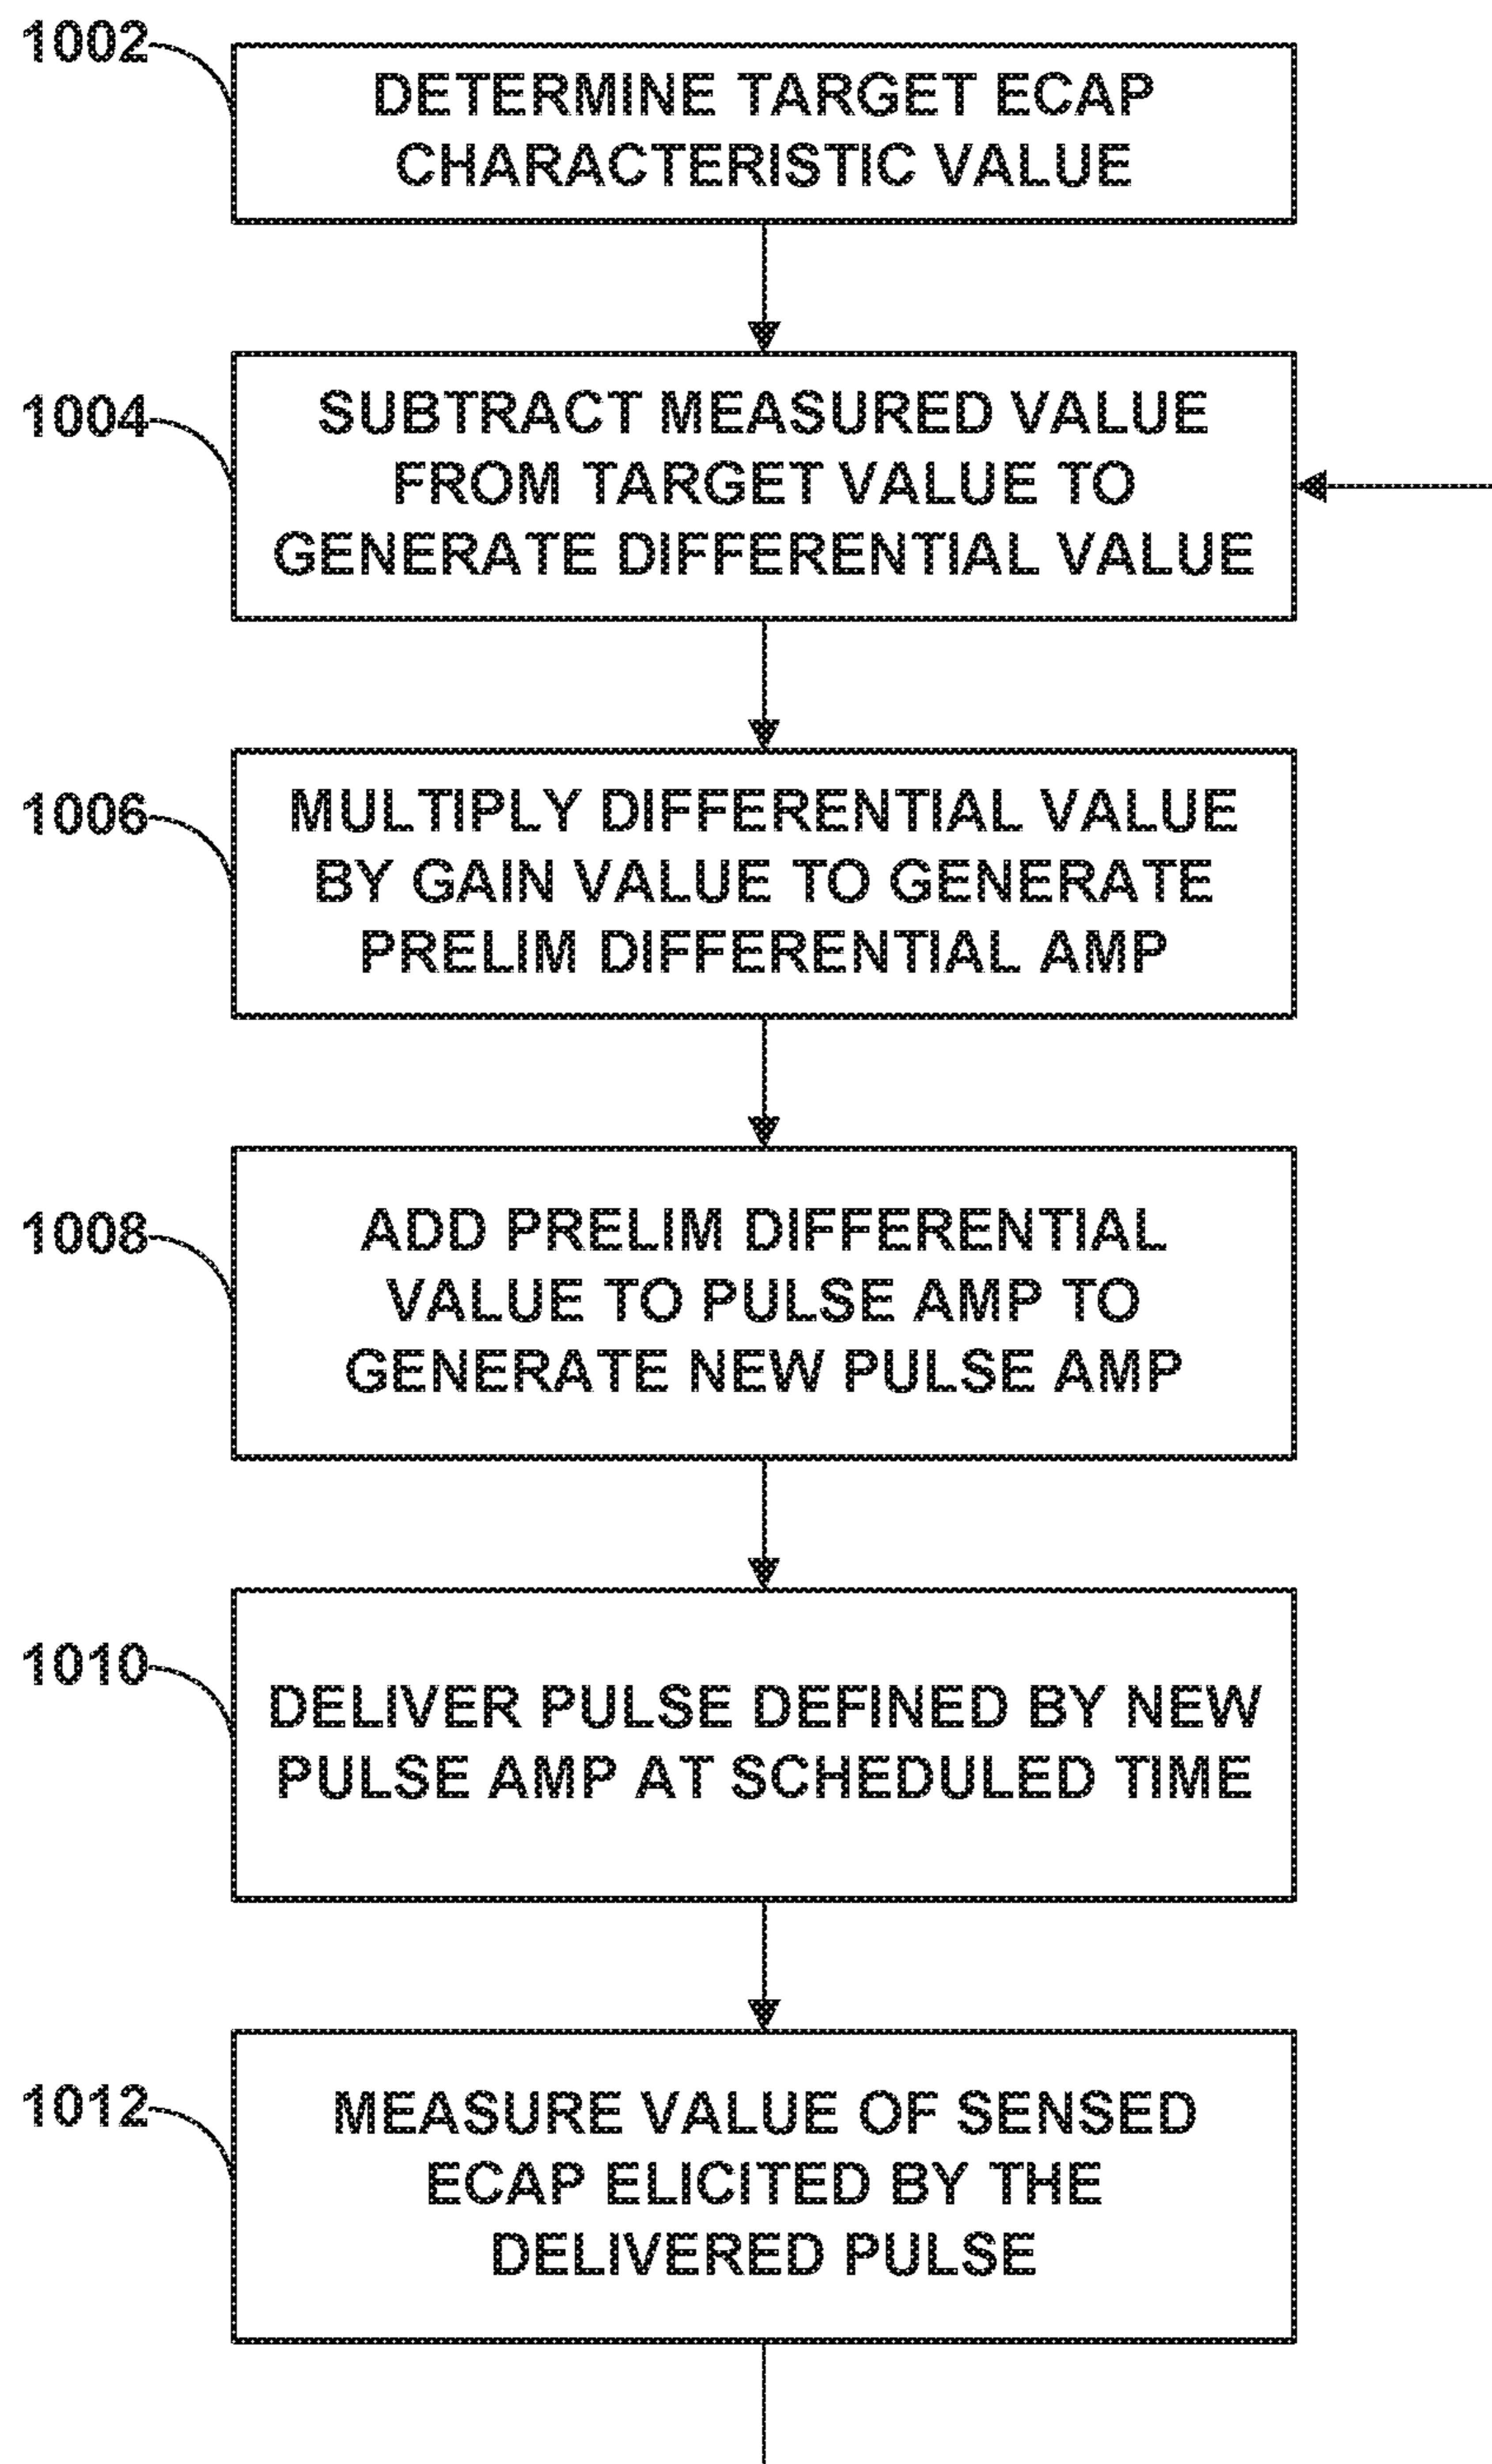 1002
DETERMINE TARGET ECAP
CHARACTERISTIC VALUE
1004
SUBTRACT MEASURED VALUE
FROM TARGET VALUE TO
GENERATE DIFFERENTIAL VALUE
1006
MULTIPLY DIFFERENTIAL VALUE
BY GAIN VALUE TO GENERATE
PRELIM DIFFERENTIAL AMP
1008
ADD PRELIM DIFFERENTIAL
VALUE TO PULSE AMP TO
GENERATE NEW PULSE AMP
1010
DELIVER PULSE DEFINED BY NEW
PULSE AMP AT SCHEDULED TIME
1012
MEASURE VALUE OF SENSED
ECAP ELICITED BY THE
DELIVERED PULSE